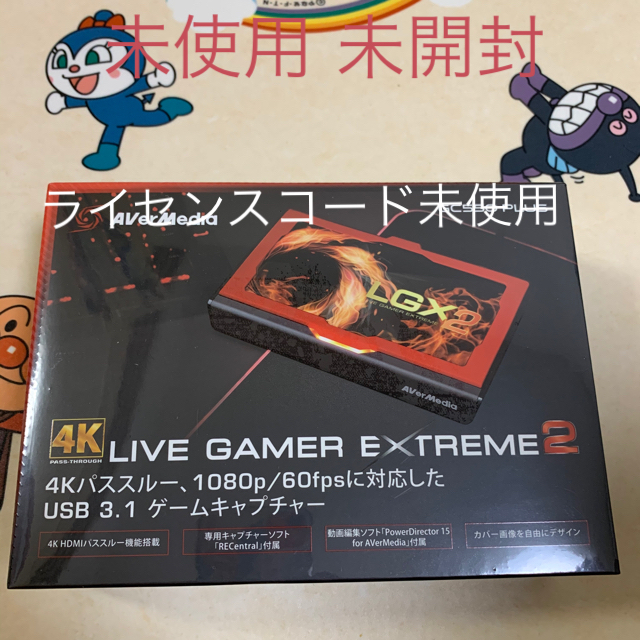 未使用 未開封
ライセンスコード未使用
AVerMedia
LGX2
AVerMedia
4K
PASS-THROUGH
LIVE GAMER EXTREME 2
4Kパススルー、1080p/60fpsに対応した
USB 3.1 ゲームキャプチャー
4K HDMIパススルー機能搭載
専用キャプチャーソフト
「RECentral」付属
動画編集ソフト「PowerDirector 15
for AVerMedia」付属
カバー画像を自由にデザイン